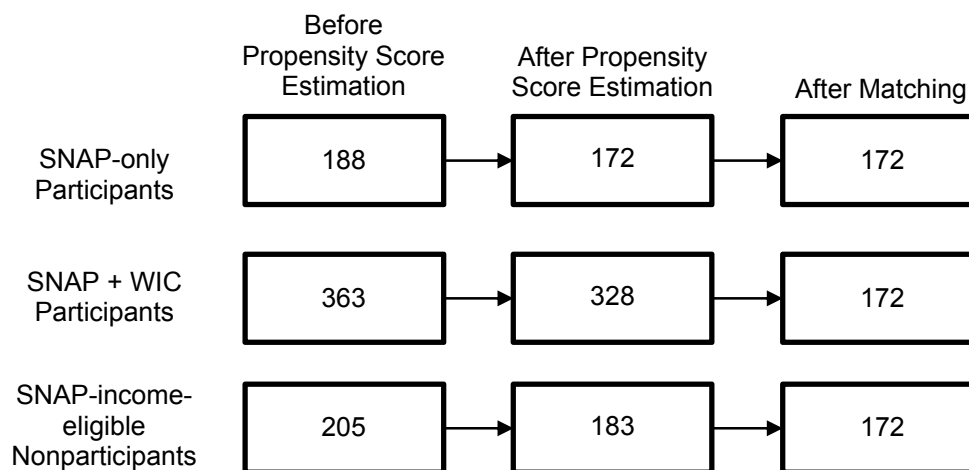 Before
Propensity Score
Estimation
After Propensity
Score Estimation
After Matching
SNAP-only
Participants
188
172
172
SNAP + WIC
Participants
363
328
172
SNAP-income-
eligible
Nonparticipants
205
183
172